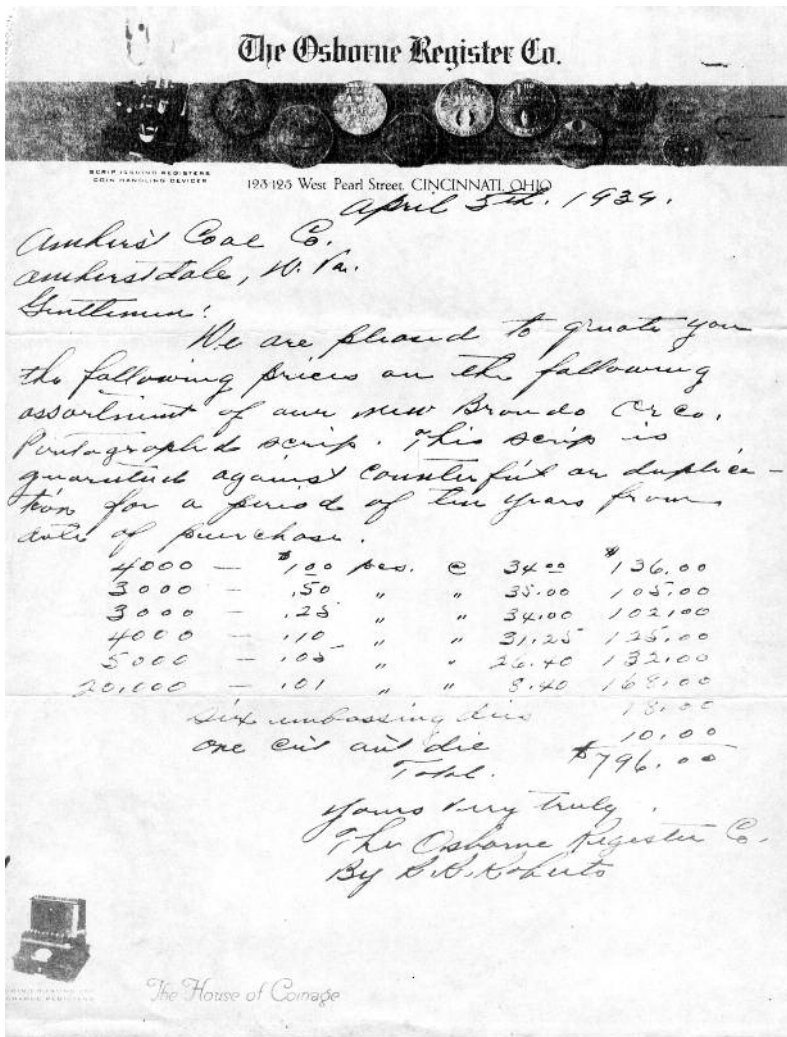 The Osborne Register Co.
SCRIP ISSUING REGISTERS
COIN HANDLING DEVICES
123-125 West Pearl Street, CINCINNATI, OHIO
April 5th. 1939.
Amherst Coal Co.
Amherstdale, W. Va.
Gentlemen:
We are pleased to quote you
the following prices on the following
assortment of our new Brondo Orco.
Pantographed scrip. This scrip is
guaranteed against counterfeit or duplica-
tion for a period of ten years from
date of purchase.
4000 — $1.00 pcs. @ 34.00 $136.00
3000 — .50 " " 35.00 105.00
3000 — .25 " " 34.00 102.00
4000 — .10 " " 31.25 125.00
5000 — .05 " " 26.40 132.00
20,000 — .01 " " 8.40 168.00
Six embossing dies 18.00
One cut out die 10.00
Total. $796.00
Yours very truly.
The Osborne Register Co.
By Roberts
The House of Coinage